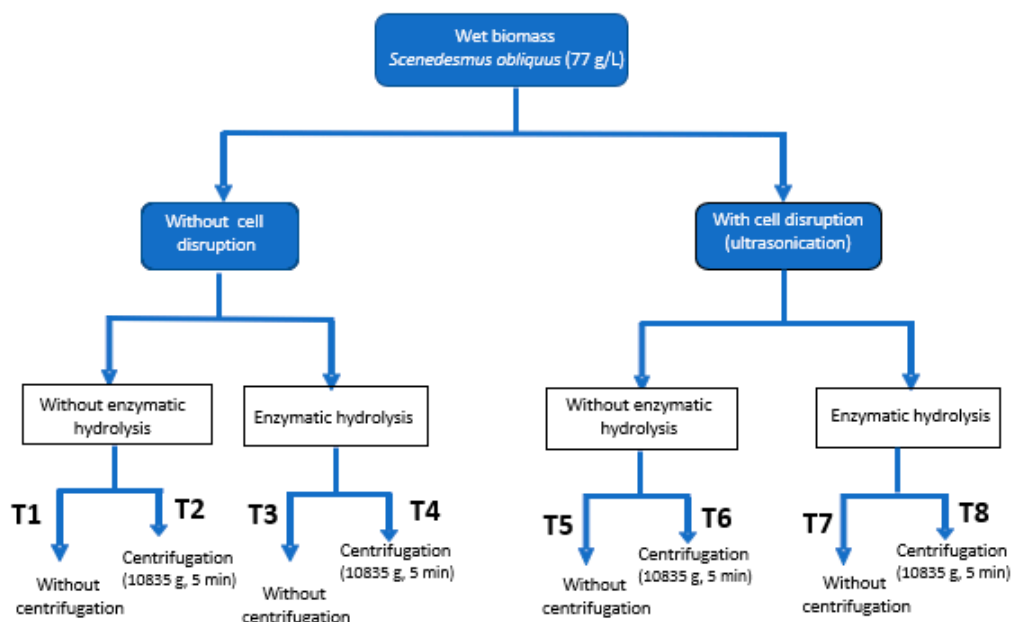 Wet biomass
Scenedesmus obliquus (77 g/L)
Without cell
disruption
With cell disruption
(ultrasonication)
Without enzymatic
hydrolysis
Enzymatic hydrolysis
Without enzymatic
hydrolysis
Enzymatic hydrolysis
T1
T2
T3
T4
T5
T6
T7
T8
Without
centrifugation
Centrifugation
(10835 g, 5 min)
Without
centrifugation
Centrifugation
(10835 g, 5 min)
Without
centrifugation
Centrifugation
(10835 g, 5 min)
Without
centrifugation
Centrifugation
(10835 g, 5 min)